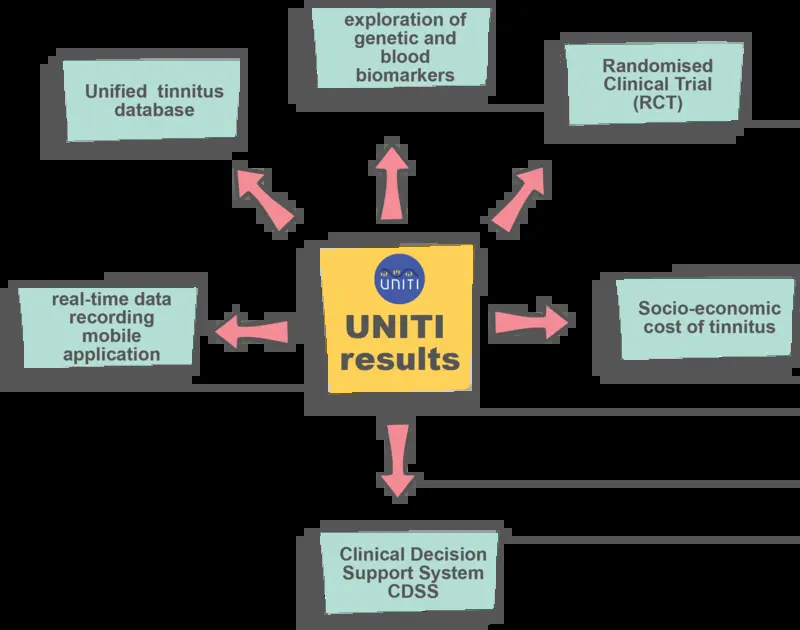 exploration of
genetic and
blood
biomarkers
Unified tinnitus
database
Randomised
Clinical Trial
(RCT)
real-time data
recording
mobile
application
UNITI
UNITI
results
Socio-economic
cost of tinnitus
Clinical Decision
Support System
CDSS